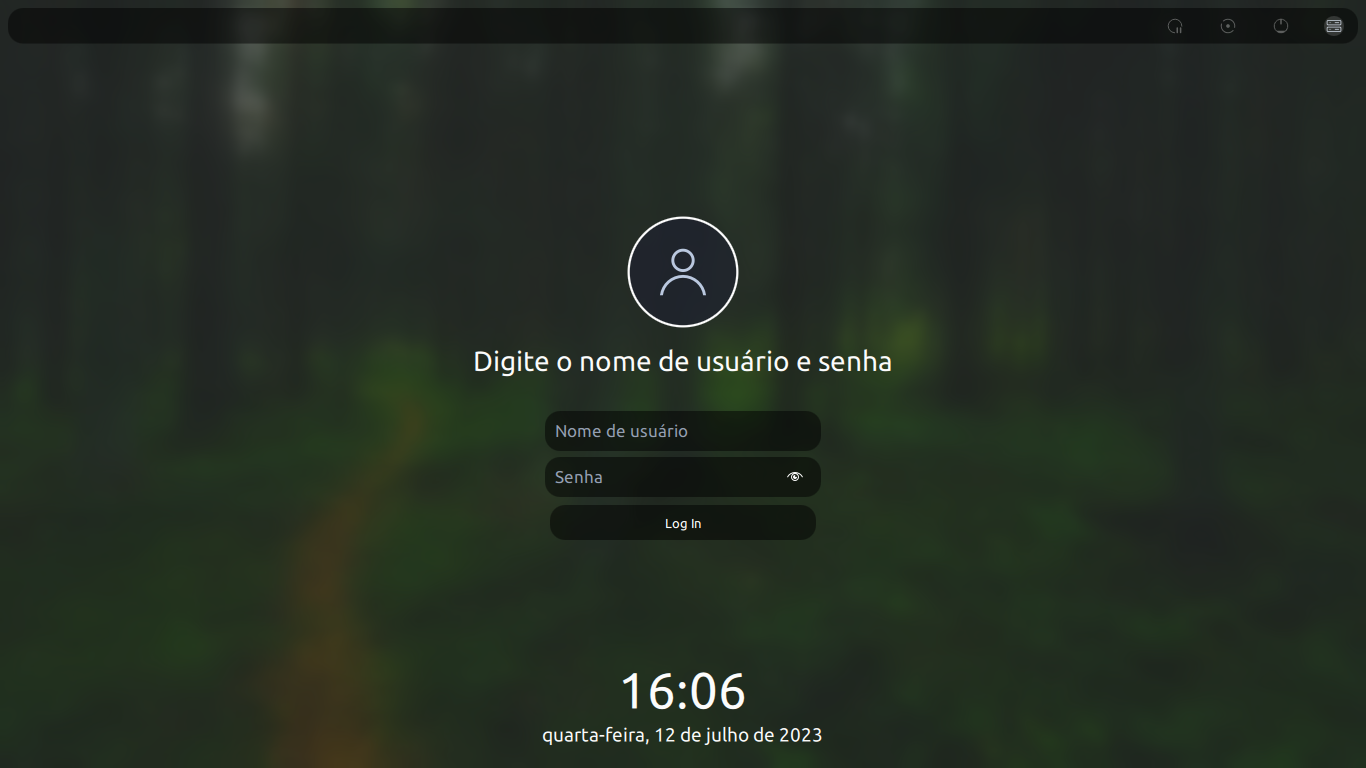 Digite o nome de usuário e senha
Nome de usuário
Senha
Log In
16:06
quarta-feira, 12 de julho de 2023